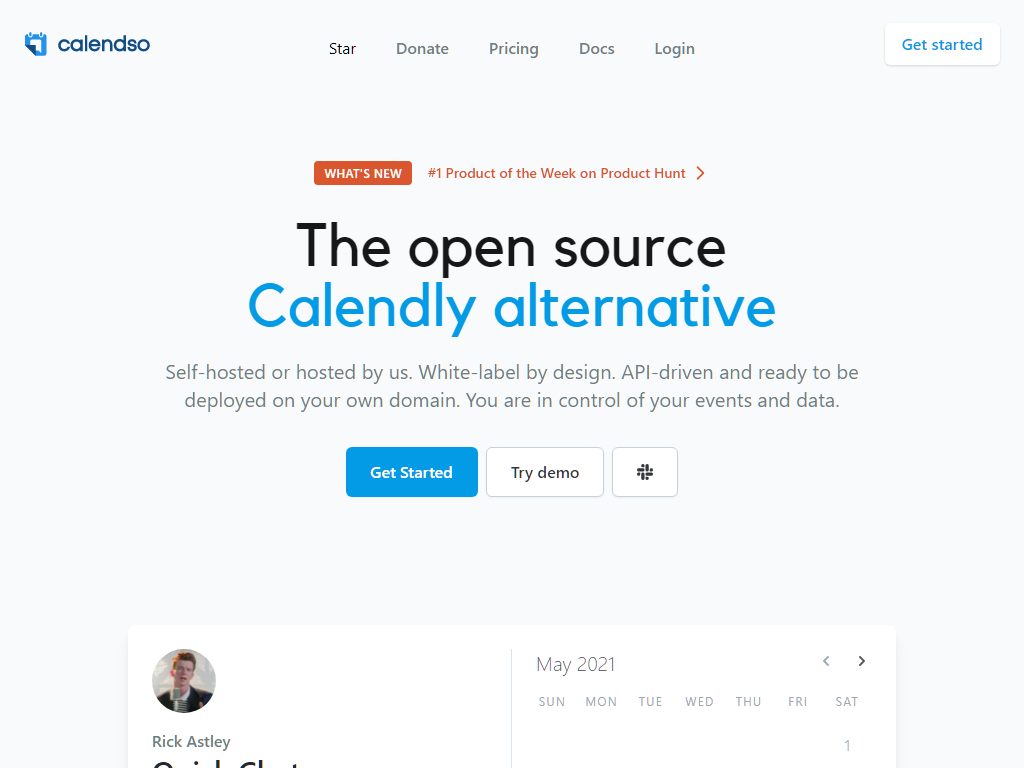 calendso
Star
Donate
Pricing
Docs
Login
Get started
WHAT'S NEW
#1 Product of the Week on Product Hunt
The open source
Calendly alternative
Self-hosted or hosted by us. White-label by design. API-driven and ready to be
deployed on your own domain. You are in control of your events and data.
Get Started
Try demo
Rick Astley
Quick Chat
May 2021
SUN MON TUE WED THU FRI SAT
1